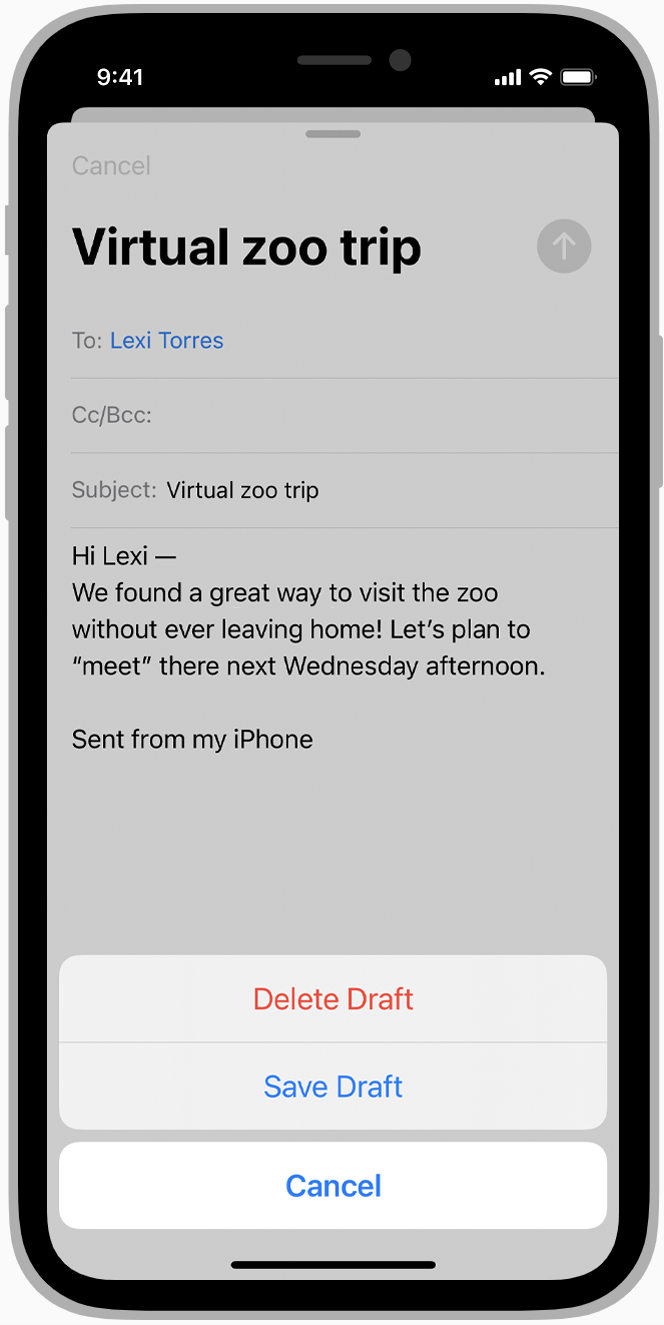 9:41
Cancel
Virtual zoo trip
To: Lexi Torres
Cc/Bcc:
Subject: Virtual zoo trip
Hi Lexi —
We found a great way to visit the zoo
without ever leaving home! Let’s plan to
“meet” there next Wednesday afternoon.
Sent from my iPhone
Delete Draft
Save Draft
Cancel